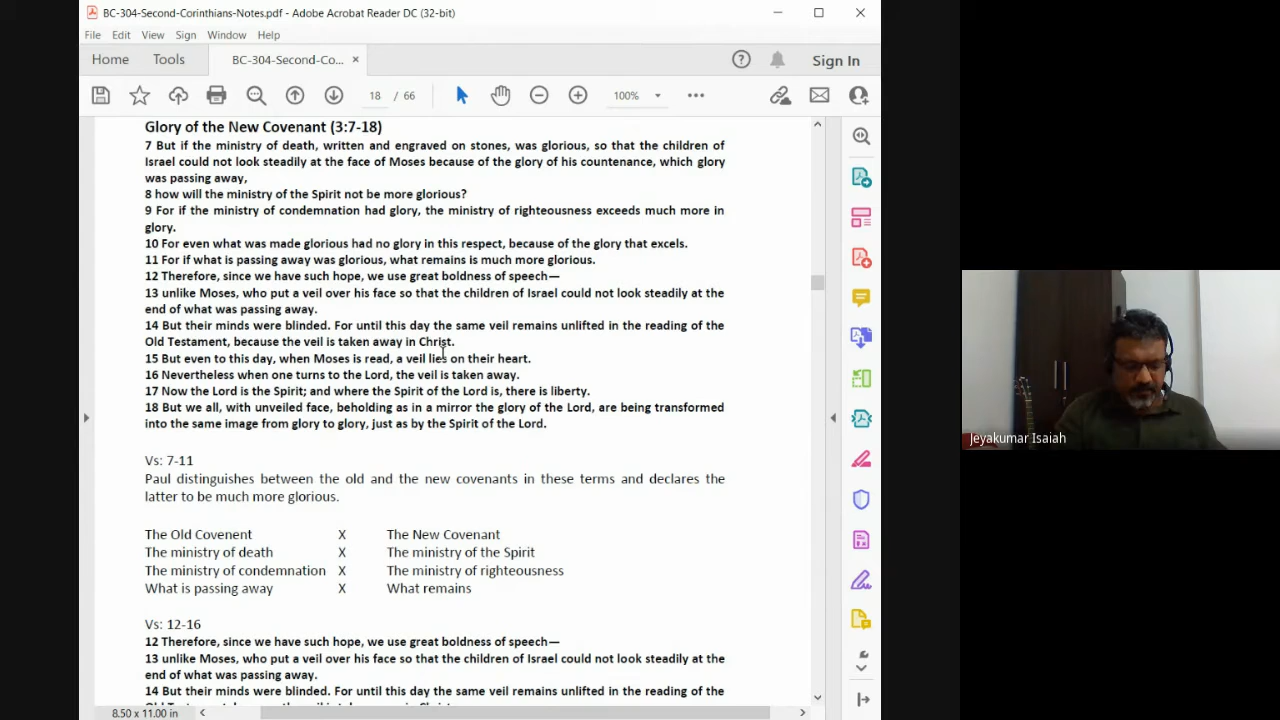 BC-304-Second-Corinthians-Notes.pdf - Adobe Acrobat Reader DC (32-bit)
File Edit View Sign Window Help
Home Tools BC-304-Second-Co... ×
Sign In
18 / 66 100%
Glory of the New Covenant (3:7-18)
7 But if the ministry of death, written and engraved on stones, was glorious, so that the children of
Israel could not look steadily at the face of Moses because of the glory of his countenance, which glory
was passing away,
8 how will the ministry of the Spirit not be more glorious?
9 For if the ministry of condemnation had glory, the ministry of righteousness exceeds much more in
glory.
10 For even what was made glorious had no glory in this respect, because of the glory that excels.
11 For if what is passing away was glorious, what remains is much more glorious.
12 Therefore, since we have such hope, we use great boldness of speech—
13 unlike Moses, who put a veil over his face so that the children of Israel could not look steadily at the
end of what was passing away.
14 But their minds were blinded. For until this day the same veil remains unlifted in the reading of the
Old Testament, because the veil is taken away in Christ.
15 But even to this day, when Moses is read, a veil lies on their heart.
16 Nevertheless when one turns to the Lord, the veil is taken away.
17 Now the Lord is the Spirit; and where the Spirit of the Lord is, there is liberty.
18 But we all, with unveiled face, beholding as in a mirror the glory of the Lord, are being transformed
into the same image from glory to glory, just as by the Spirit of the Lord.
Vs: 7-11
Paul distinguishes between the old and the new covenants in these terms and declares the
latter to be much more glorious.
The Old Covenent X The New Covenant
The ministry of death X The ministry of the Spirit
The ministry of condemnation X The ministry of righteousness
What is passing away X What remains
Vs: 12-16
12 Therefore, since we have such hope, we use great boldness of speech—
13 unlike Moses, who put a veil over his face so that the children of Israel could not look steadily at the
end of what was passing away.
14 But their minds were blinded. For until this day the same veil remains unlifted in the reading of the
8.50 x 11.00 in
Jeyakumar Isaiah